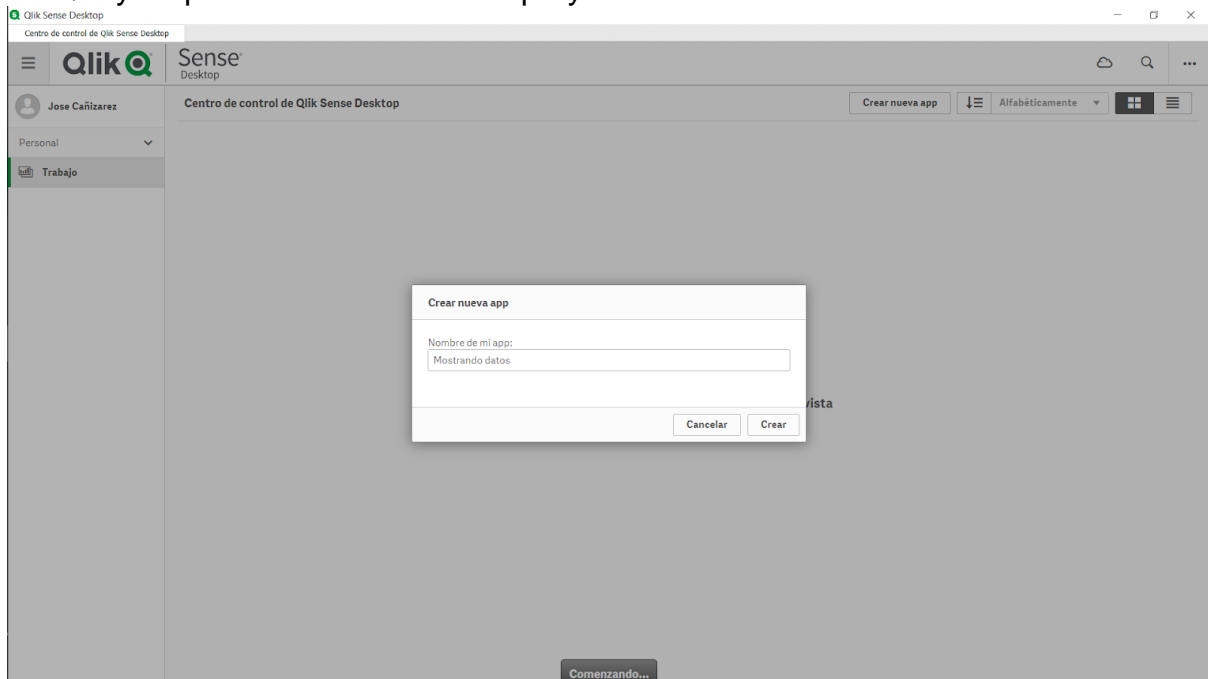 Qlik Sense Desktop
Centro de control de Qlik Sense Desktop
Qlik Sense
Desktop
Jose Cañizarez
Centro de control de Qlik Sense Desktop
Crear nueva app
Alfabéticamente
Personal
Trabajo
Crear nueva app
Nombre de mi app:
Mostrando datos
vista
Cancelar
Crear
Comenzando...